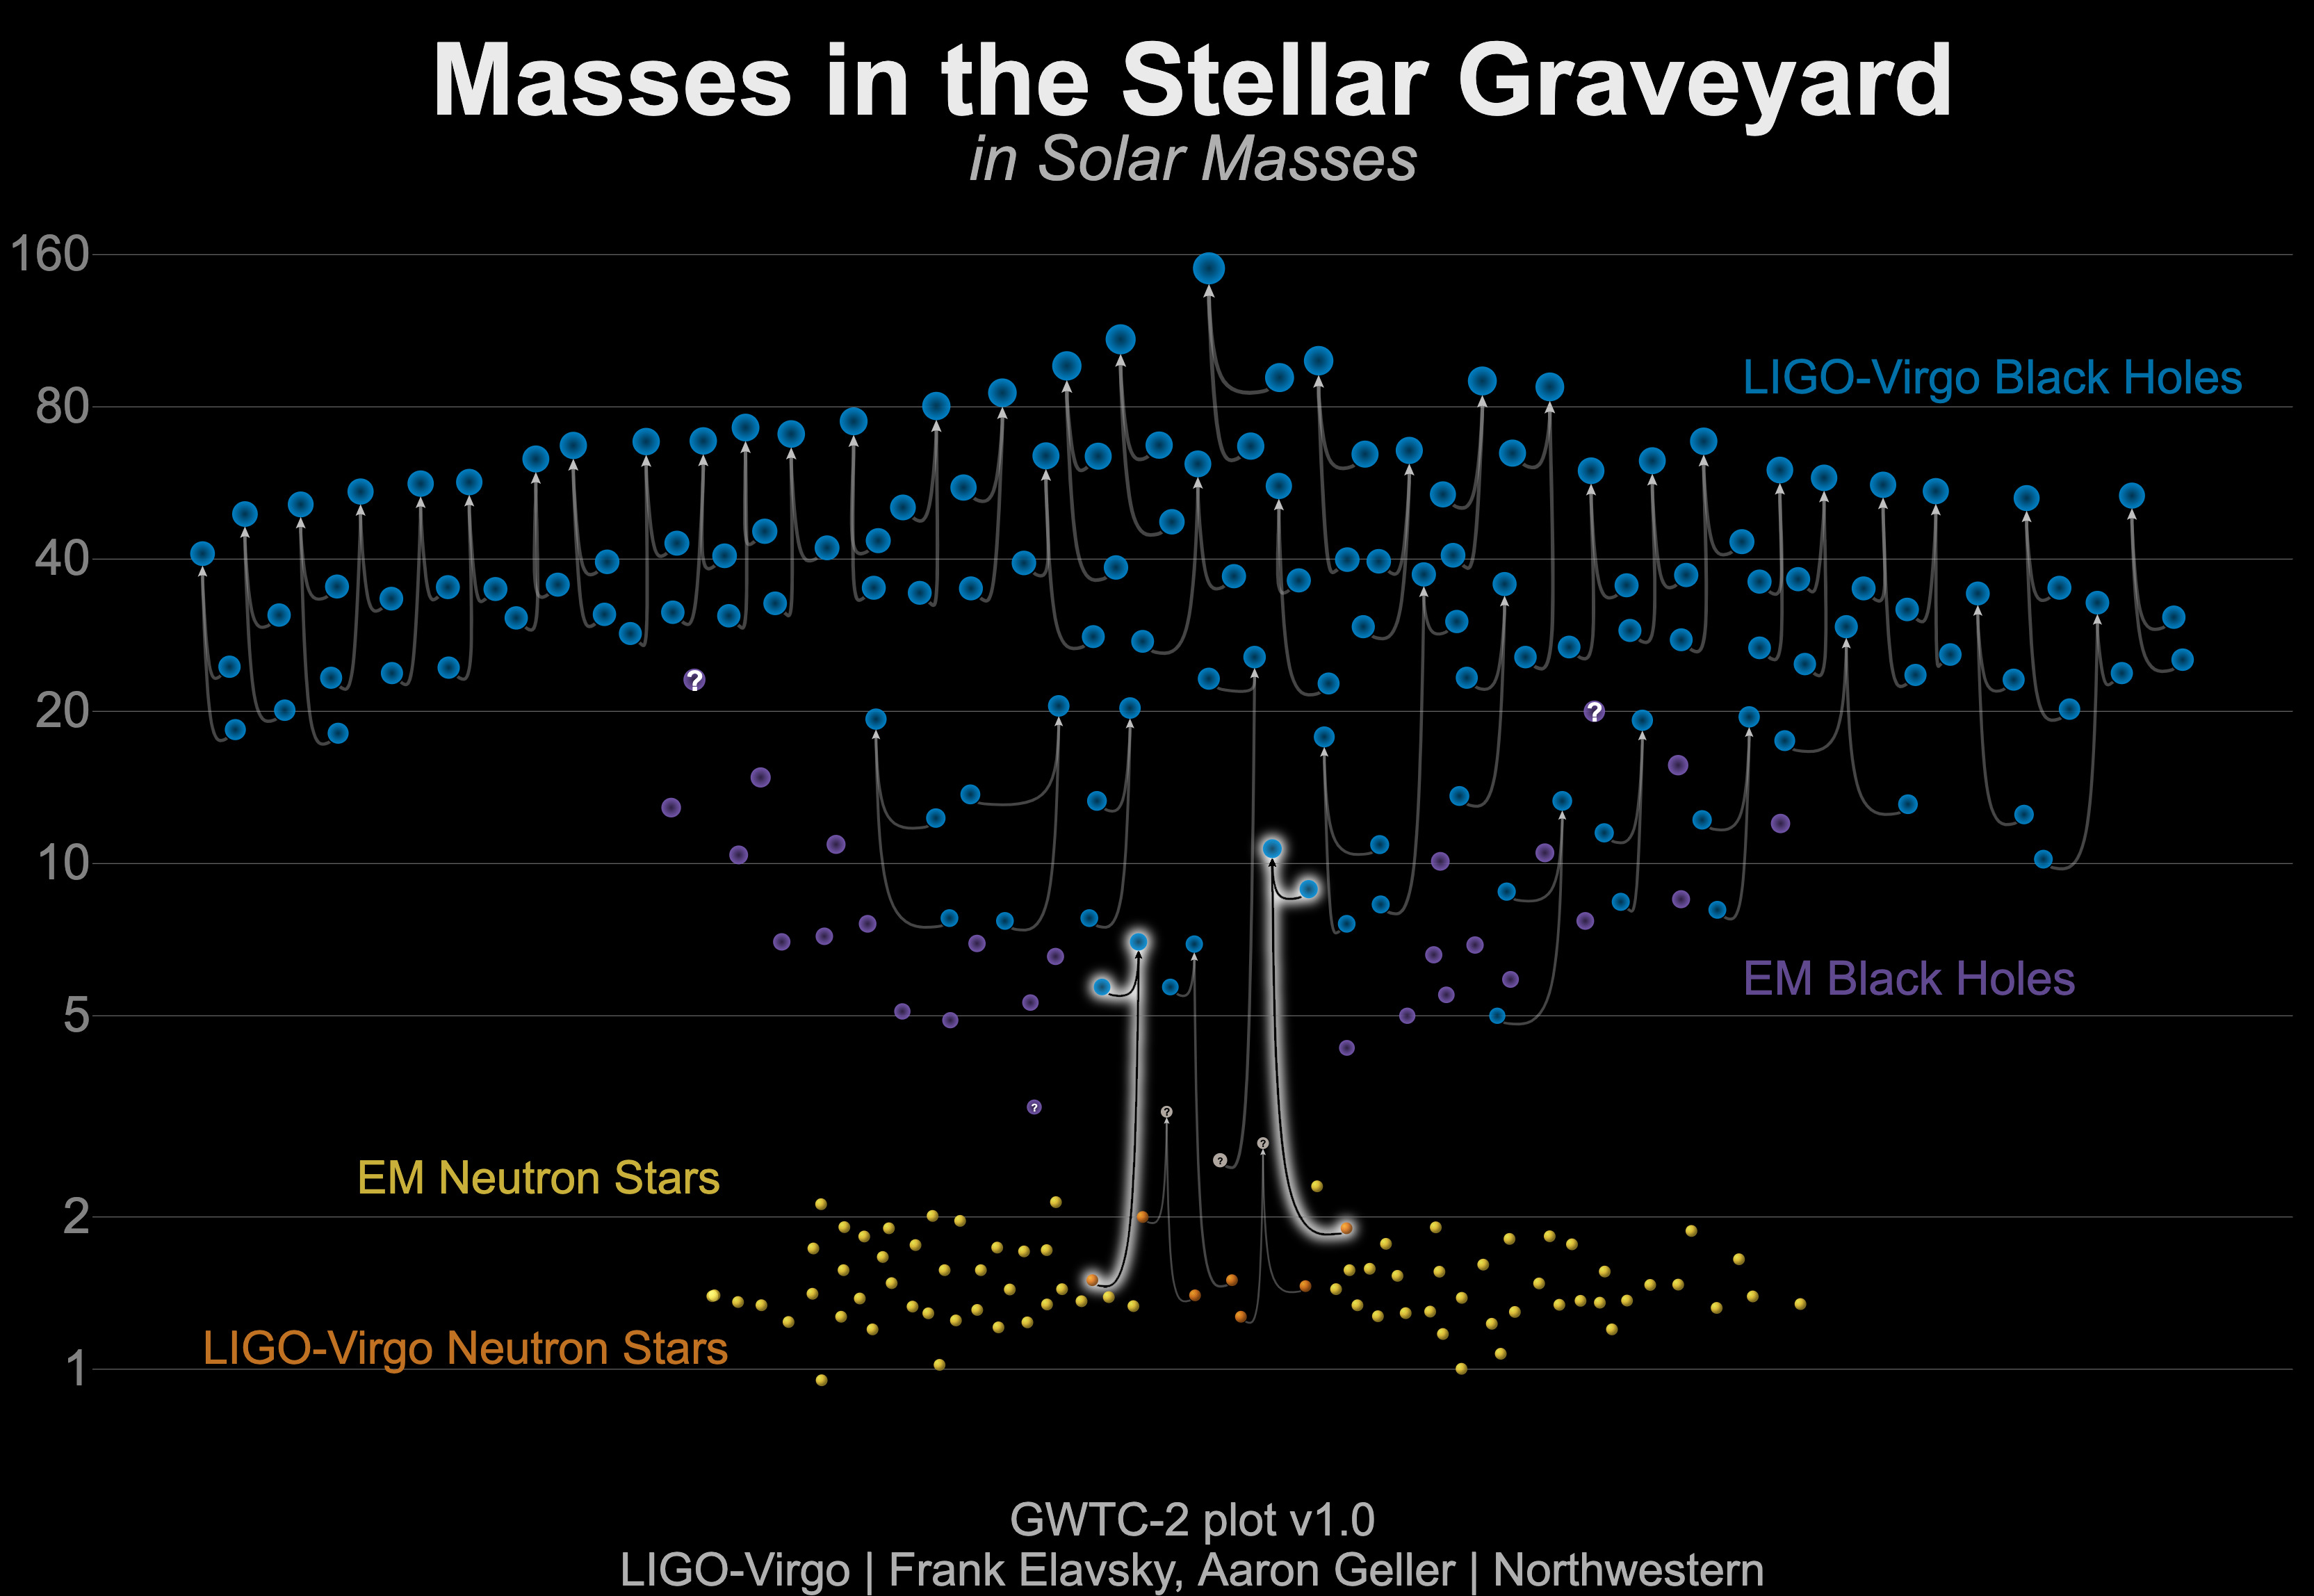 Masses in the Stellar Graveyard
in Solar Masses
160
LIGO-Virgo Black Holes
80
40
?
20
?
10
EM Black Holes
5
?
?
?
?
EM Neutron Stars
2
LIGO-Virgo Neutron Stars
1
GWTC-2 plot v1.0
LIGO-Virgo | Frank Elavsky, Aaron Geller | Northwestern